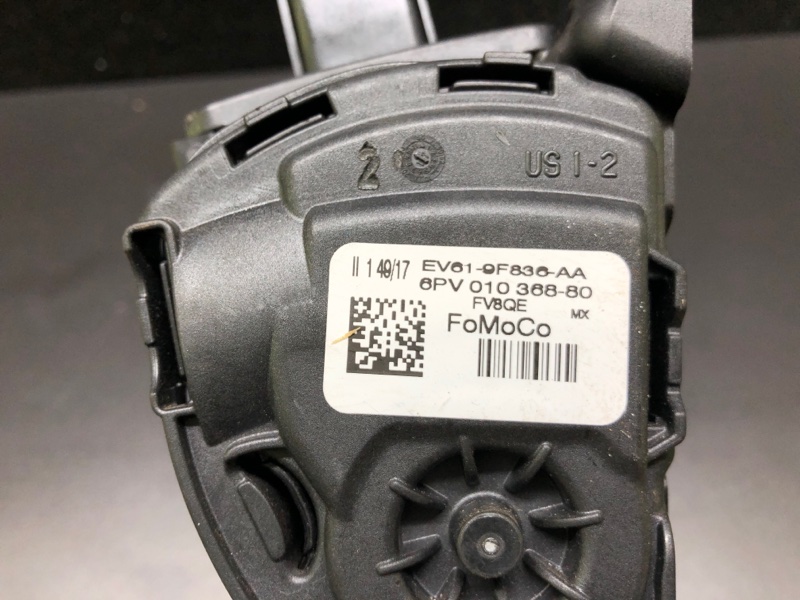 2 US 1-2
II 1 49/17 EV61-9F836-AA
6PV 010 368-80
FV8QE
MX
FoMoCo